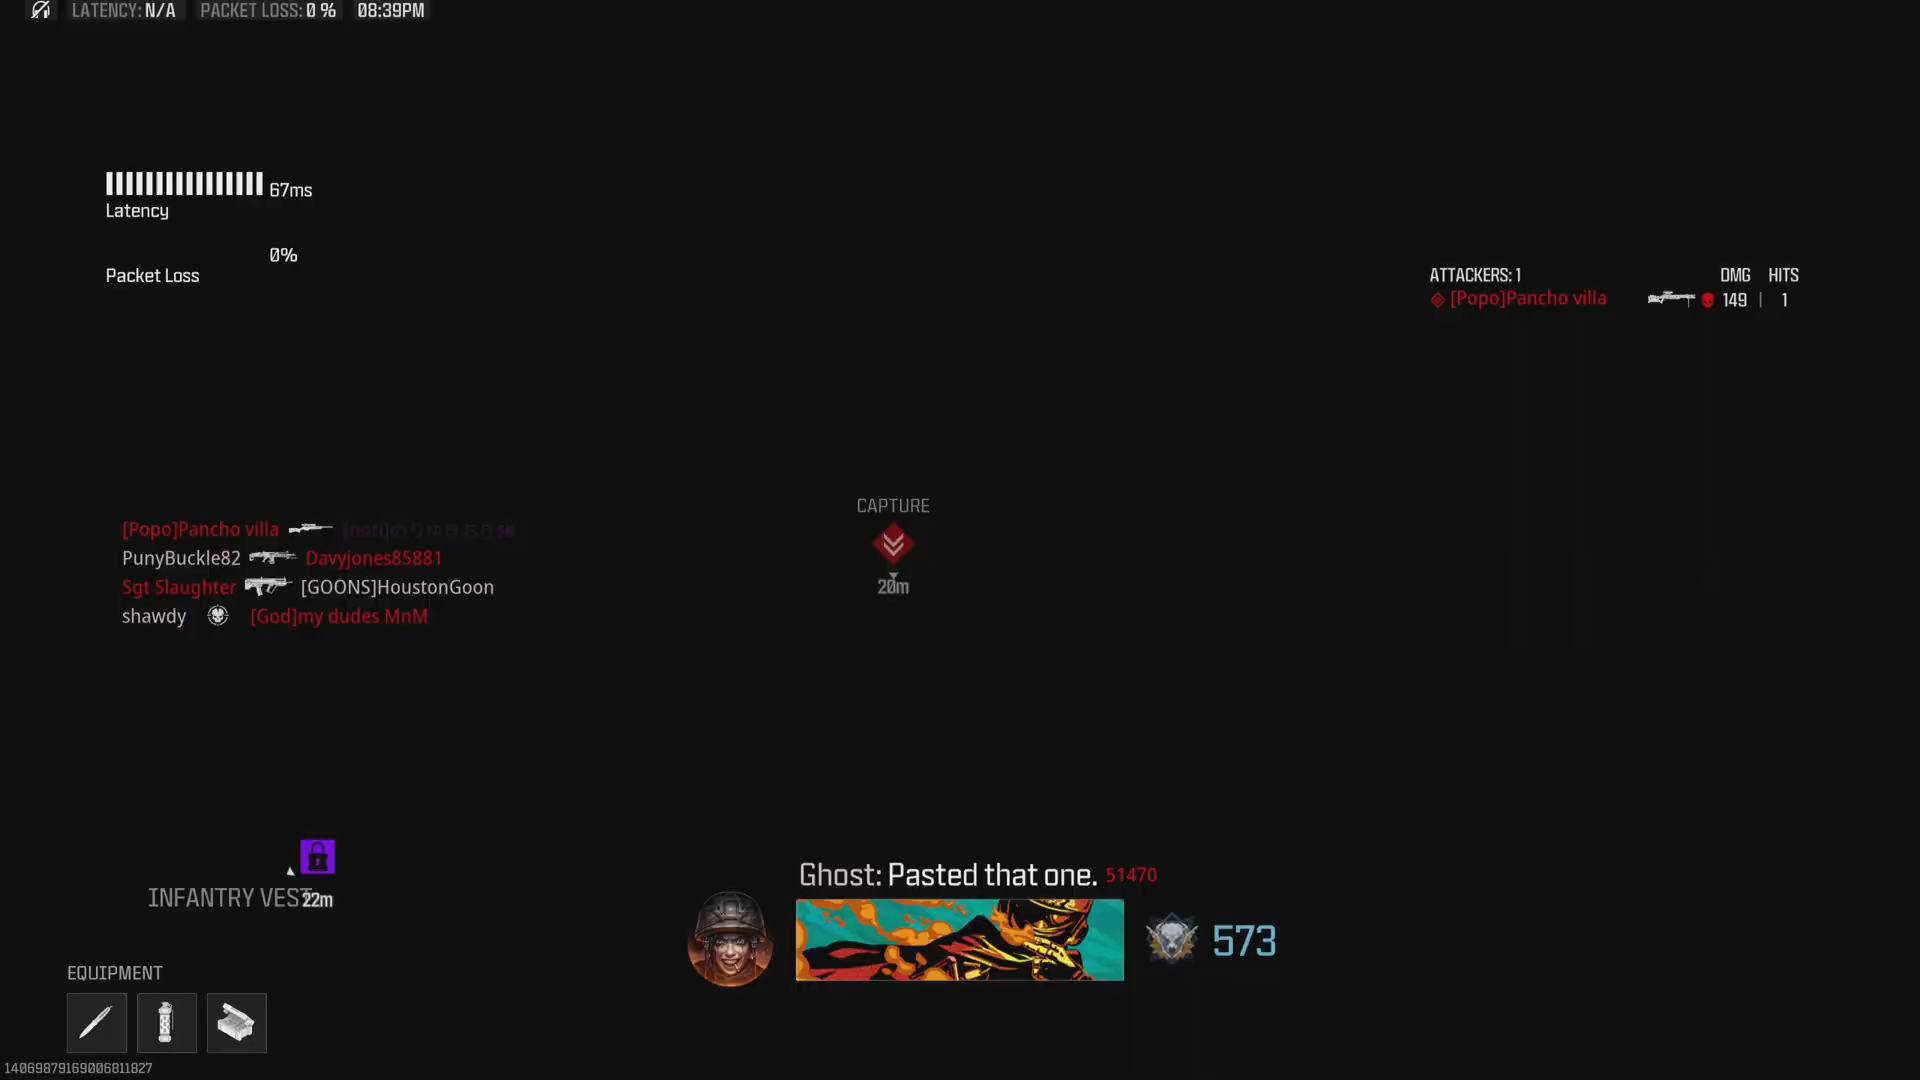 LATENCY: N/A PACKET LOSS: 0 % 08:39PM
67ms
Latency
0%
Packet Loss
ATTACKERS: 1 DMG HITS
[Popo]Pancho villa 149 | 1
CAPTURE
20m
[Popo]Pancho villa
PunyBuckle82 Davyjones85881
Sgt Slaughter [GOONS]HoustonGoon
shawdy [God]my dudes MnM
INFANTRY VEST 22m
Ghost: Pasted that one. 51470
573
EQUIPMENT
14069879169006811827